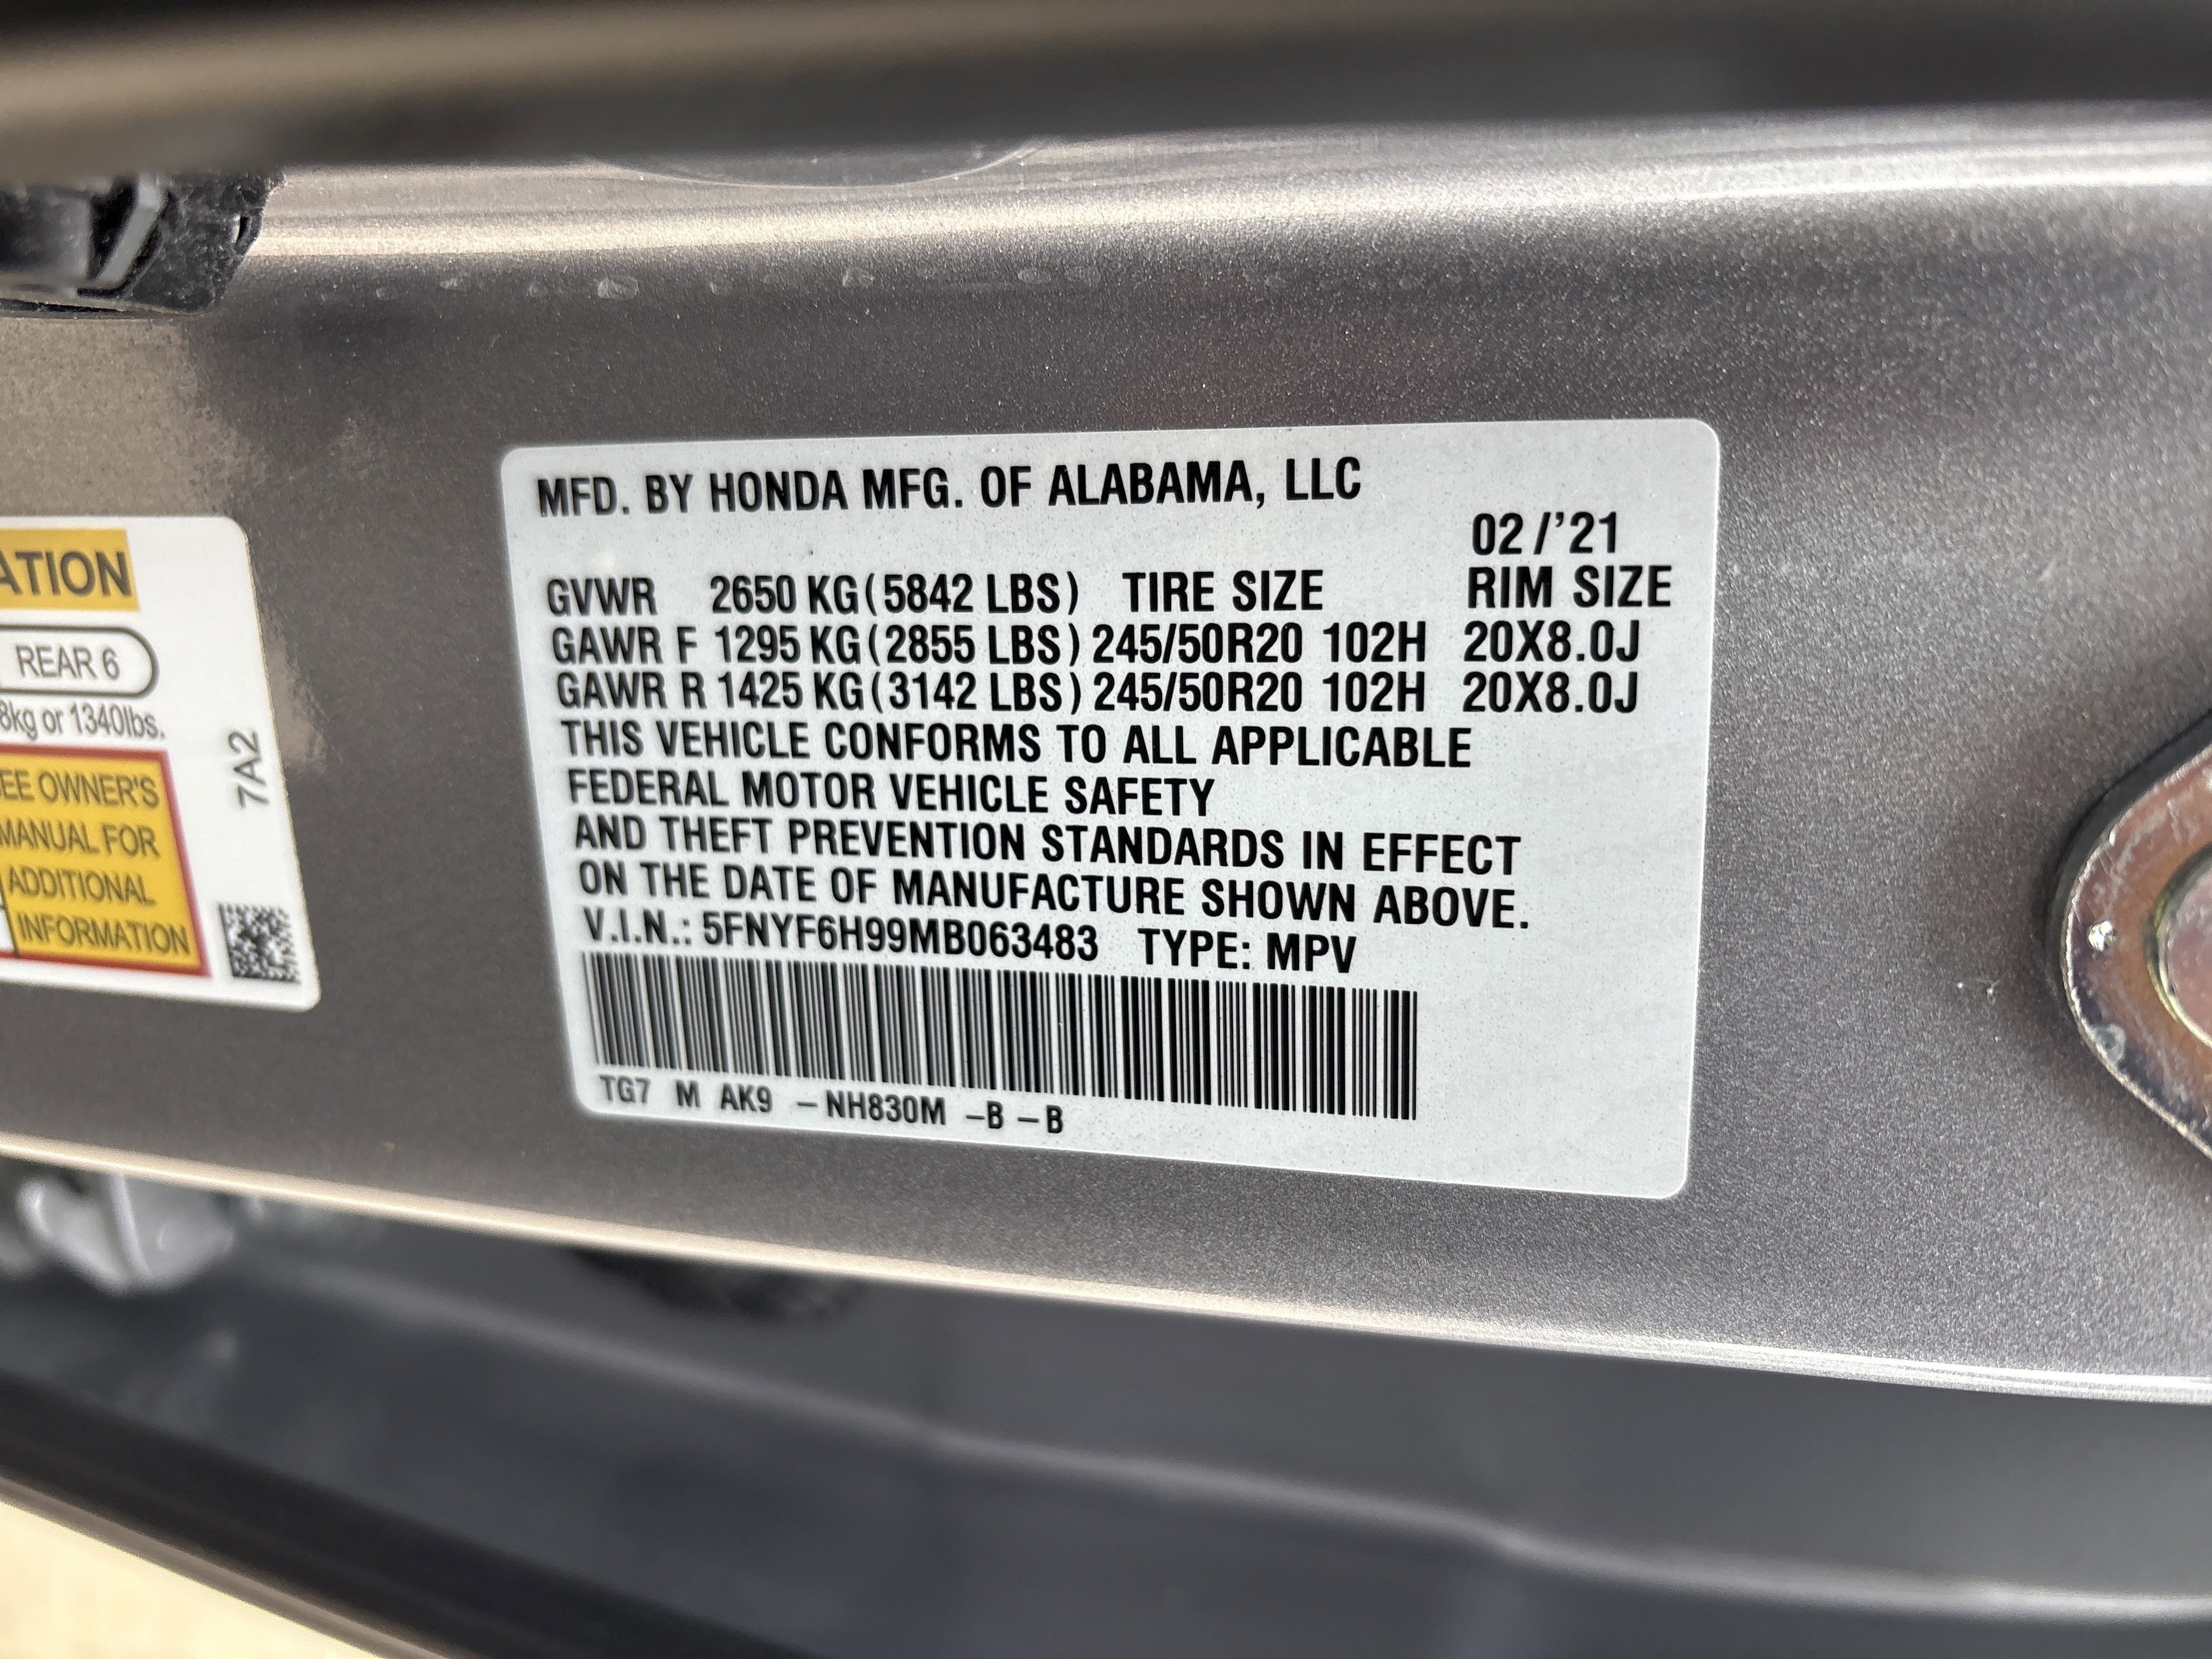 ATION
REAR 6
8kg or 1340lbs.
EE OWNER'S
MANUAL FOR
ADDITIONAL
INFORMATION
7A2
MFD. BY HONDA MFG. OF ALABAMA, LLC
02 /'21
GVWR 2650 KG (5842 LBS) TIRE SIZE RIM SIZE
GAWR F 1295 KG (2855 LBS) 245/50R20 102H 20X8.0J
GAWR R 1425 KG (3142 LBS) 245/50R20 102H 20X8.0J
THIS VEHICLE CONFORMS TO ALL APPLICABLE
FEDERAL MOTOR VEHICLE SAFETY
AND THEFT PREVENTION STANDARDS IN EFFECT
ON THE DATE OF MANUFACTURE SHOWN ABOVE.
V.I.N.: 5FNYF6H99MB063483 TYPE: MPV
TG7 M AK9 – NH830M – B – B